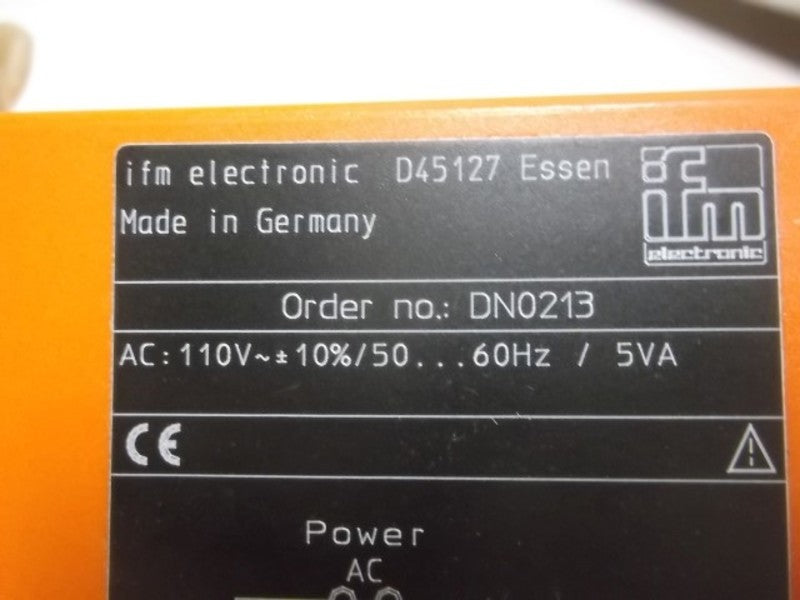 ifm electronic D45127 Essen
Made in Germany
ifm
electronic
Order no.: DN0213
AC: 110V~ ± 10%/50...60Hz / 5VA
CE
Power
AC